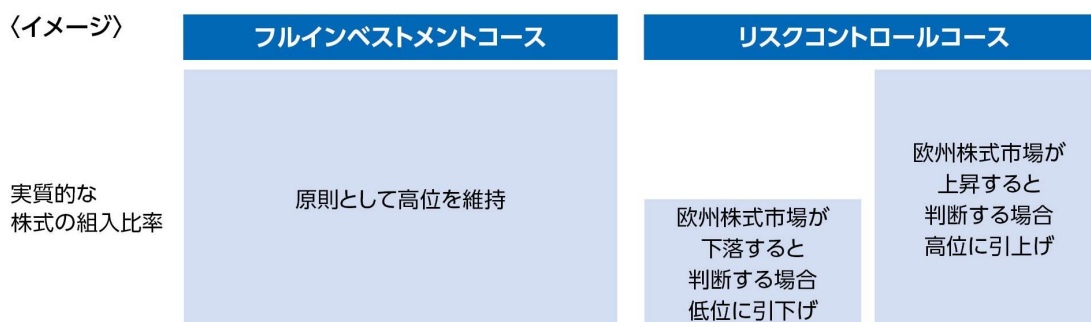 〈イメージ〉
フルインベストメントコース
リスクコントロールコース
実質的な
株式の組入比率
原則として高位を維持
欧州株式市場が
下落すると
判断する場合
低位に引下げ
欧州株式市場が
上昇すると
判断する場合
高位に引上げ